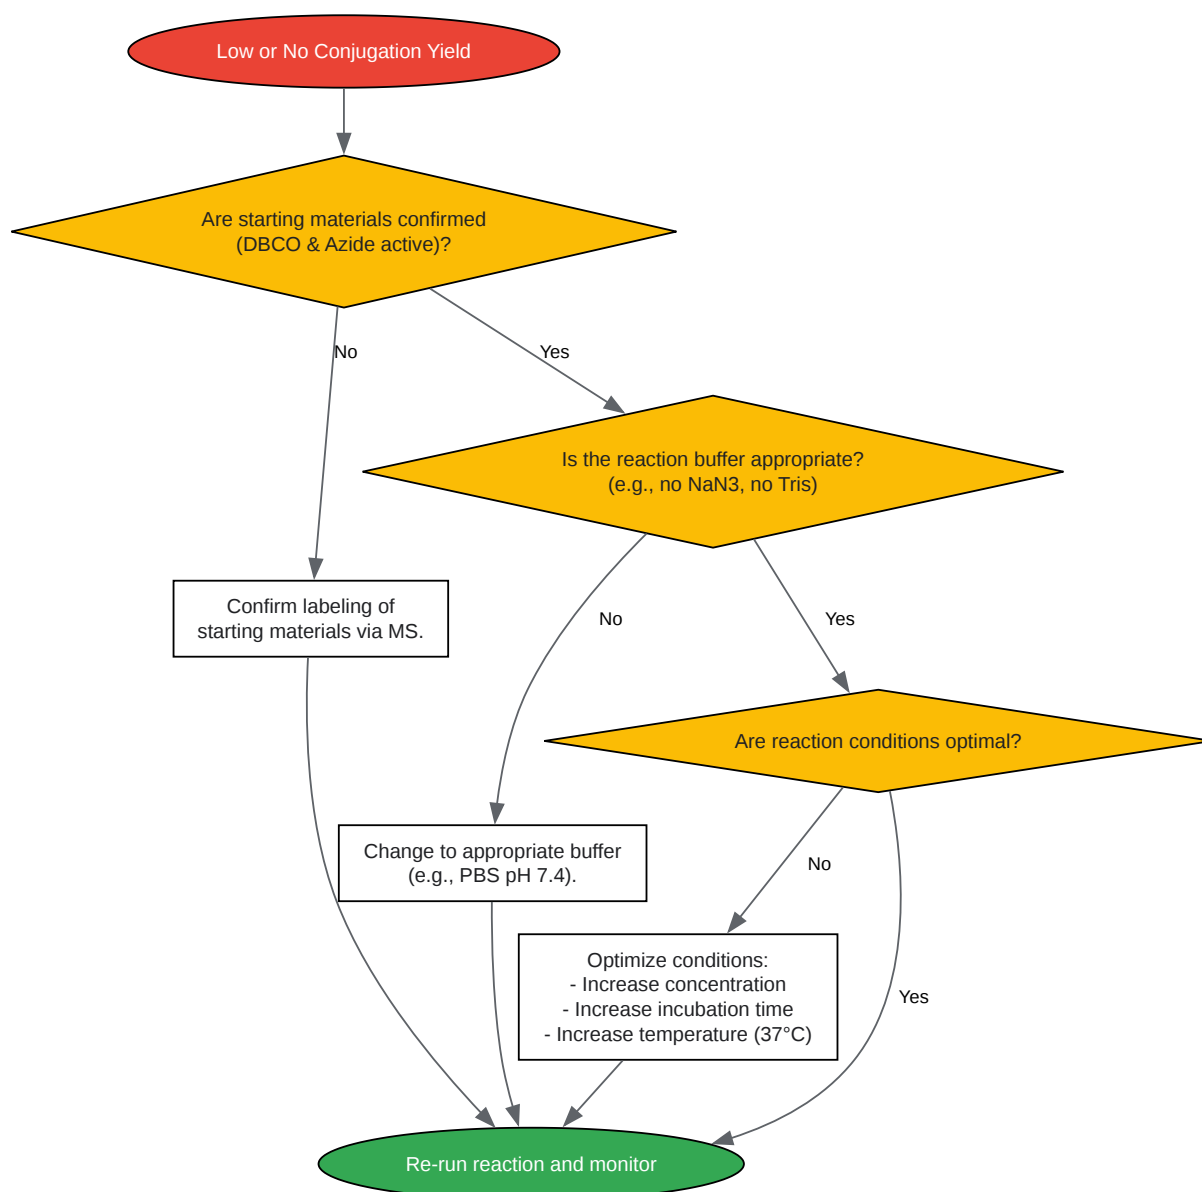 Low or No Conjugation Yield
Are starting materials confirmed
(DBCO & Azide active)?
No
Yes
Is the reaction buffer appropriate?
(e.g., no NaN3, no Tris)
Confirm labeling of
starting materials via MS.
No
Yes
Are reaction conditions optimal?
Change to appropriate buffer
(e.g., PBS pH 7.4).
No
Optimize conditions:
- Increase concentration
- Increase incubation time
- Increase temperature (37°C)
Yes
Re-run reaction and monitor